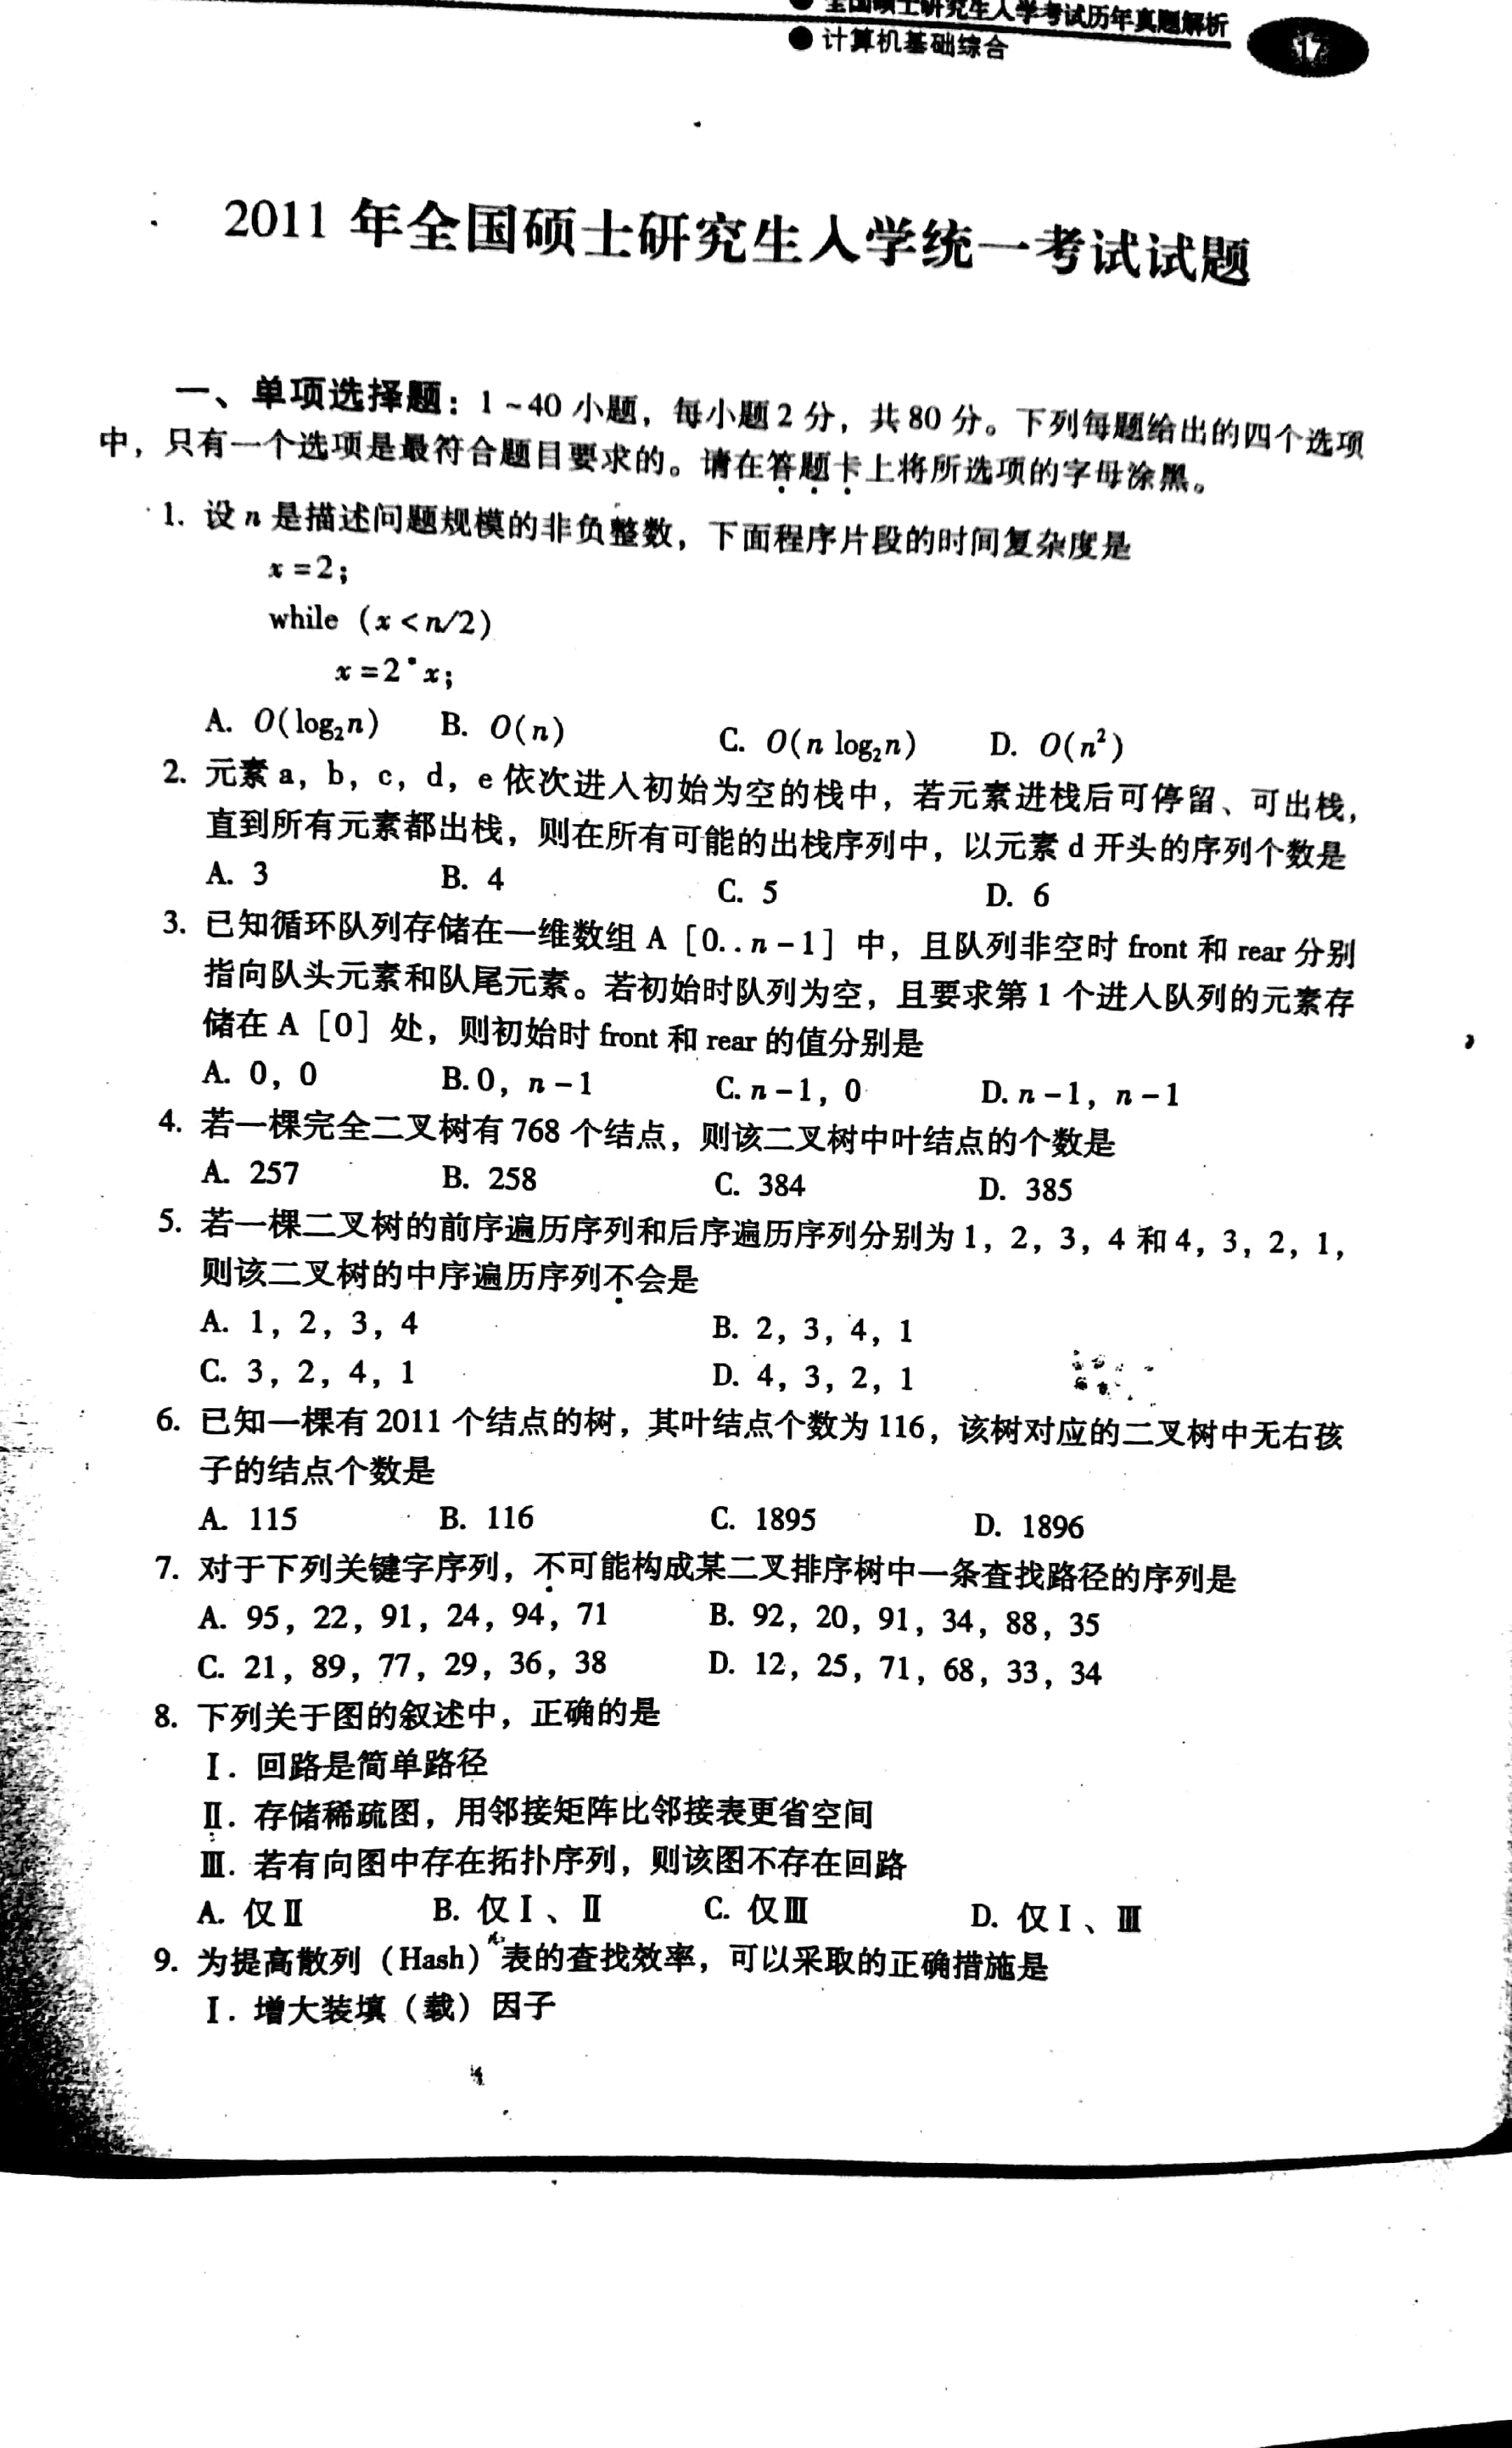 全国硕士研究生入学考试历年真题解析
计算机基础综合
17
2011 年全国硕士研究生入学统一考试试题
一、单项选择题：1～40 小题，每小题 2 分，共 80 分。下列每题给出的四个选项
中，只有一个选项是最符合题目要求的。请在答题卡上将所选项的字母涂黑。
1. 设 n 是描述问题规模的非负整数，下面程序片段的时间复杂度是
x = 2；
while（x < n/2）
x = 2*x；
A. O(log₂n) B. O(n) C. O(n log₂n) D. O(n²)
2. 元素 a，b，c，d，e 依次进入初始为空的栈中，若元素进栈后可停留、可出栈，
直到所有元素都出栈，则在所有可能的出栈序列中，以元素 d 开头的序列个数是
A. 3 B. 4 C. 5 D. 6
3. 已知循环队列存储在一维数组 A［0..n－1］中，且队列非空时 front 和 rear 分别
指向队头元素和队尾元素。若初始时队列为空，且要求第 1 个进入队列的元素存
储在 A［0］处，则初始时 front 和 rear 的值分别是
A. 0，0 B. 0，n－1 C. n－1，0 D. n－1，n－1
4. 若一棵完全二叉树有 768 个结点，则该二叉树中叶结点的个数是
A. 257 B. 258 C. 384 D. 385
5. 若一棵二叉树的前序遍历序列和后序遍历序列分别为 1，2，3，4 和 4，3，2，1，
则该二叉树的中序遍历序列不会是
A. 1，2，3，4 B. 2，3，4，1
C. 3，2，4，1 D. 4，3，2，1
6. 已知一棵有 2011 个结点的树，其叶结点个数为 116，该树对应的二叉树中无右孩
子的结点个数是
A. 115 B. 116 C. 1895 D. 1896
7. 对于下列关键字序列，不可能构成某二叉排序树中一条查找路径的序列是
A. 95，22，91，24，94，71 B. 92，20，91，34，88，35
C. 21，89，77，29，36，38 D. 12，25，71，68，33，34
8. 下列关于图的叙述中，正确的是
Ⅰ. 回路是简单路径
Ⅱ. 存储稀疏图，用邻接矩阵比邻接表更省空间
Ⅲ. 若有向图中存在拓扑序列，则该图不存在回路
A. 仅Ⅱ B. 仅Ⅰ、Ⅱ C. 仅Ⅲ D. 仅Ⅰ、Ⅲ
9. 为提高散列（Hash）表的查找效率，可以采取的正确措施是
Ⅰ. 增大装填（载）因子